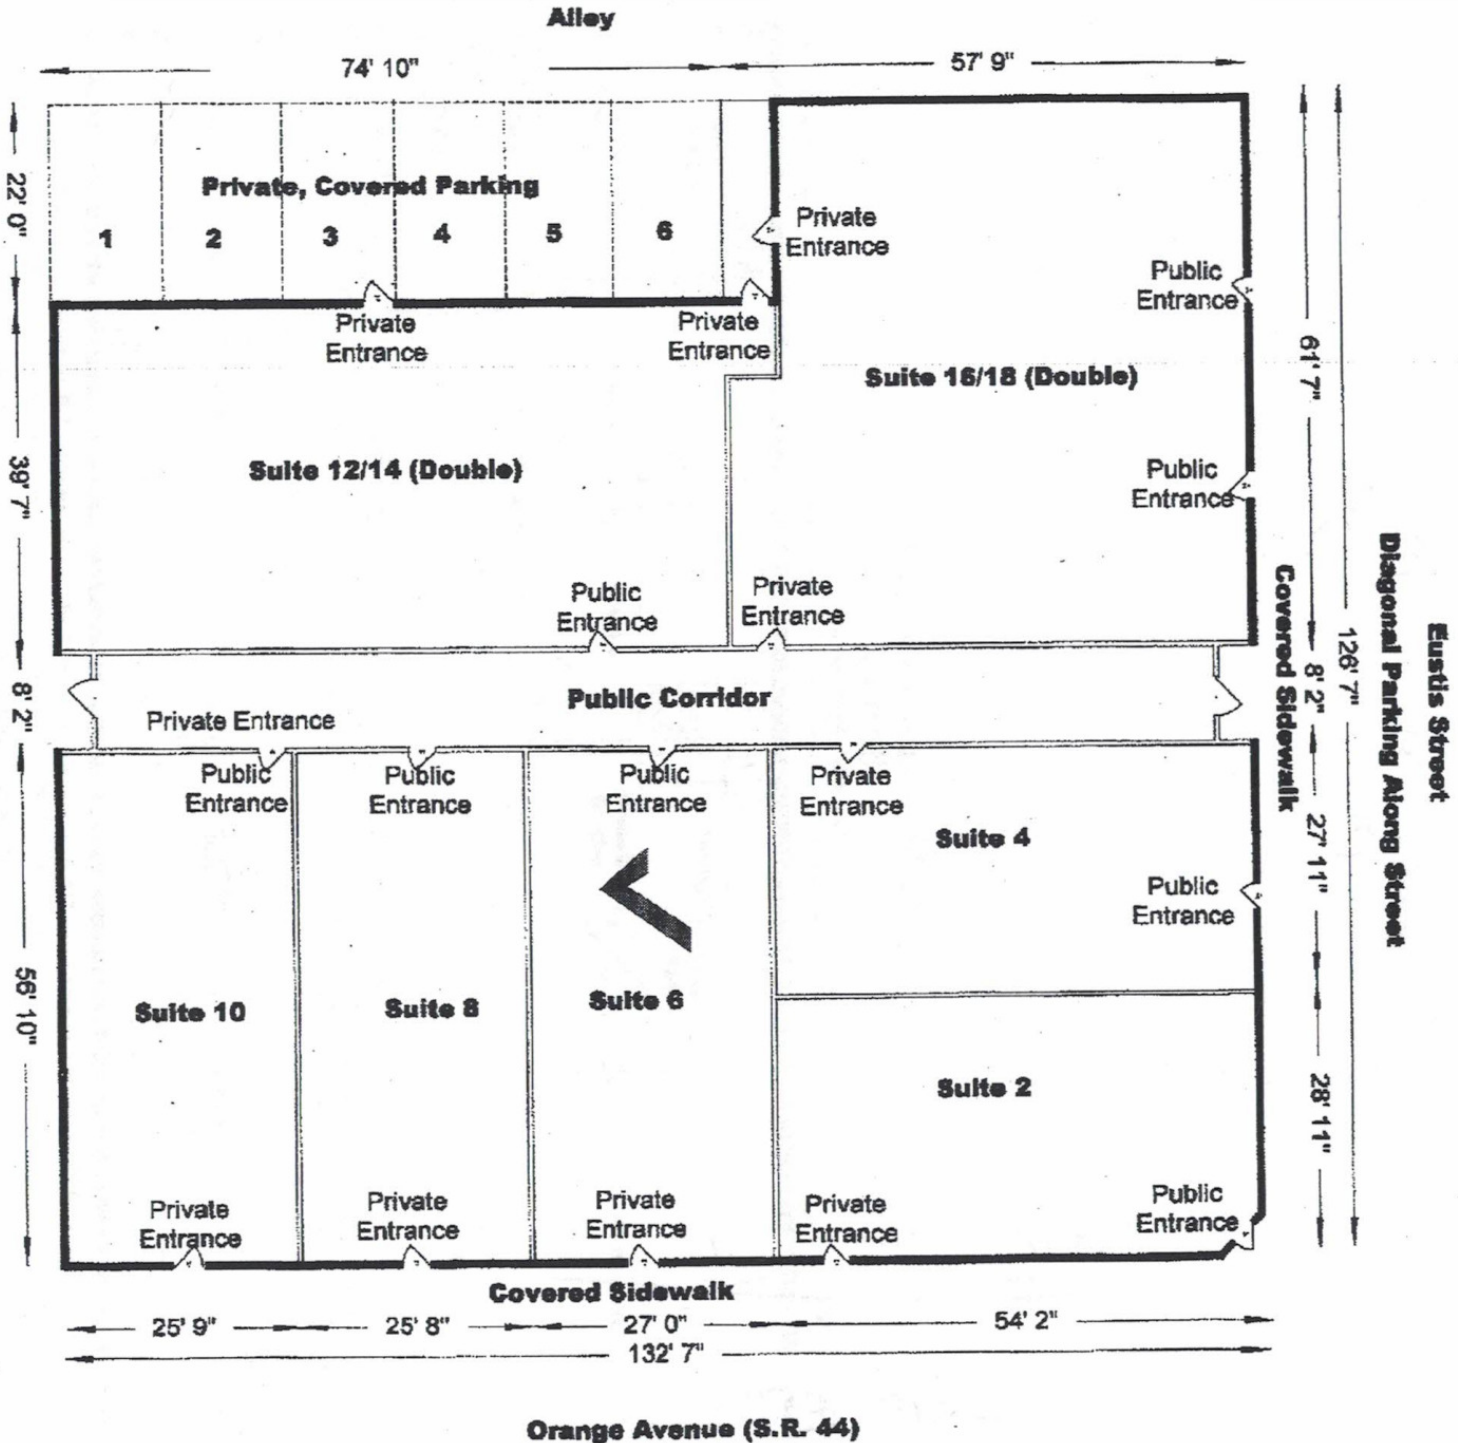 Alley
74' 10"
57' 9"
22' 0"
Private, Covered Parking
1
2
3
4
5
6
Private
Entrance
Public
Entrance
Private
Entrance
Private
Entrance
61' 7"
126' 7"
Suite 16/18 (Double)
39' 7"
Suite 12/14 (Double)
Public
Entrance
Public
Entrance
Private
Entrance
Covered Sidewalk
Diagonal Parking Along Street
Eustis Street
8' 2"
Public Corridor
8' 2"
Private Entrance
Public
Entrance
Public
Entrance
Public
Entrance
Private
Entrance
Suite 4
27' 11"
Public
Entrance
56' 10"
Suite 10
Suite 8
Suite 6
Suite 2
28' 11"
Private
Entrance
Private
Entrance
Private
Entrance
Private
Entrance
Public
Entrance
Covered Sidewalk
25' 9"
25' 8"
27' 0"
54' 2"
132' 7"
Orange Avenue (S.R. 44)